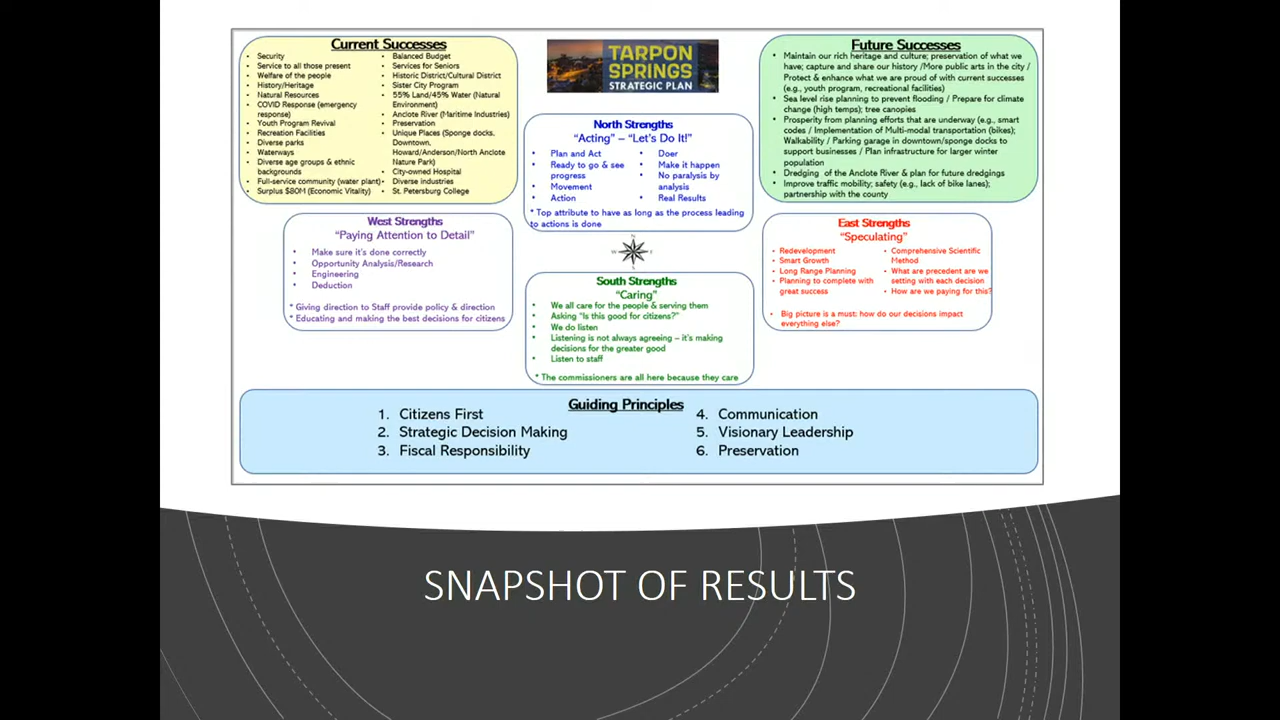 Current Successes
Security
Service to all those present
Welfare of the people
History/Heritage
Natural Resources
COVID Response (emergency
response)
Youth Program Revival
Recreation Facilities
Diverse parks
Waterways
Diverse age groups & ethnic
backgrounds
Full-service community (water plant)
Surplus $80M (Economic Vitality)
Balanced Budget
Services for Seniors
Historic District/Cultural District
Sister City Program
55% Land/45% Water (Natural
Environment)
Anclote River (Maritime Industries)
Preservation
Unique Places (Sponge docks,
Downtown,
Howard/Anderson/North Anclote
Nature Park)
City-owned Hospital
Diverse industries
St. Petersburg College
TARPON
SPRINGS
STRATEGIC PLAN
Future Successes
Maintain our rich heritage and culture; preservation of what we
have; capture and share our history /More public arts in the city /
Protect & enhance what we are proud of with current successes
(e.g., youth program, recreational facilities)
Sea level rise planning to prevent flooding / Prepare for climate
change (high temps); tree canopies
Prosperity from planning efforts that are underway (e.g., smart
codes / Implementation of Multi-modal transportation (bikes);
Walkability / Parking garage in downtown/sponge docks to
support businesses / Plan infrastructure for larger winter
population
Dredging of the Anclote River & plan for future dredgings
Improve traffic mobility; safety (e.g., lack of bike lanes);
partnership with the county
North Strengths
"Acting" – "Let's Do It!"
Plan and Act
Ready to go & see
progress
Movement
Action
Doer
Make it happen
No paralysis by
analysis
Real Results
* Top attribute to have as long as the process leading
to actions is done
West Strengths
"Paying Attention to Detail"
Make sure it's done correctly
Opportunity Analysis/Research
Engineering
Deduction
* Giving direction to Staff provide policy & direction
* Educating and making the best decisions for citizens
N
W
E
S
East Strengths
"Speculating"
Redevelopment
Smart Growth
Long Range Planning
Planning to complete with
great success
Comprehensive Scientific
Method
What are precedent are we
setting with each decision
How are we paying for this?
Big picture is a must: how do our decisions impact
everything else?
South Strengths
"Caring"
We all care for the people & serving them
Asking "Is this good for citizens?"
We do listen
Listening is not always agreeing – it's making
decisions for the greater good
Listen to staff
* The commissioners are all here because they care
Guiding Principles
1. Citizens First
2. Strategic Decision Making
3. Fiscal Responsibility
4. Communication
5. Visionary Leadership
6. Preservation
SNAPSHOT OF RESULTS